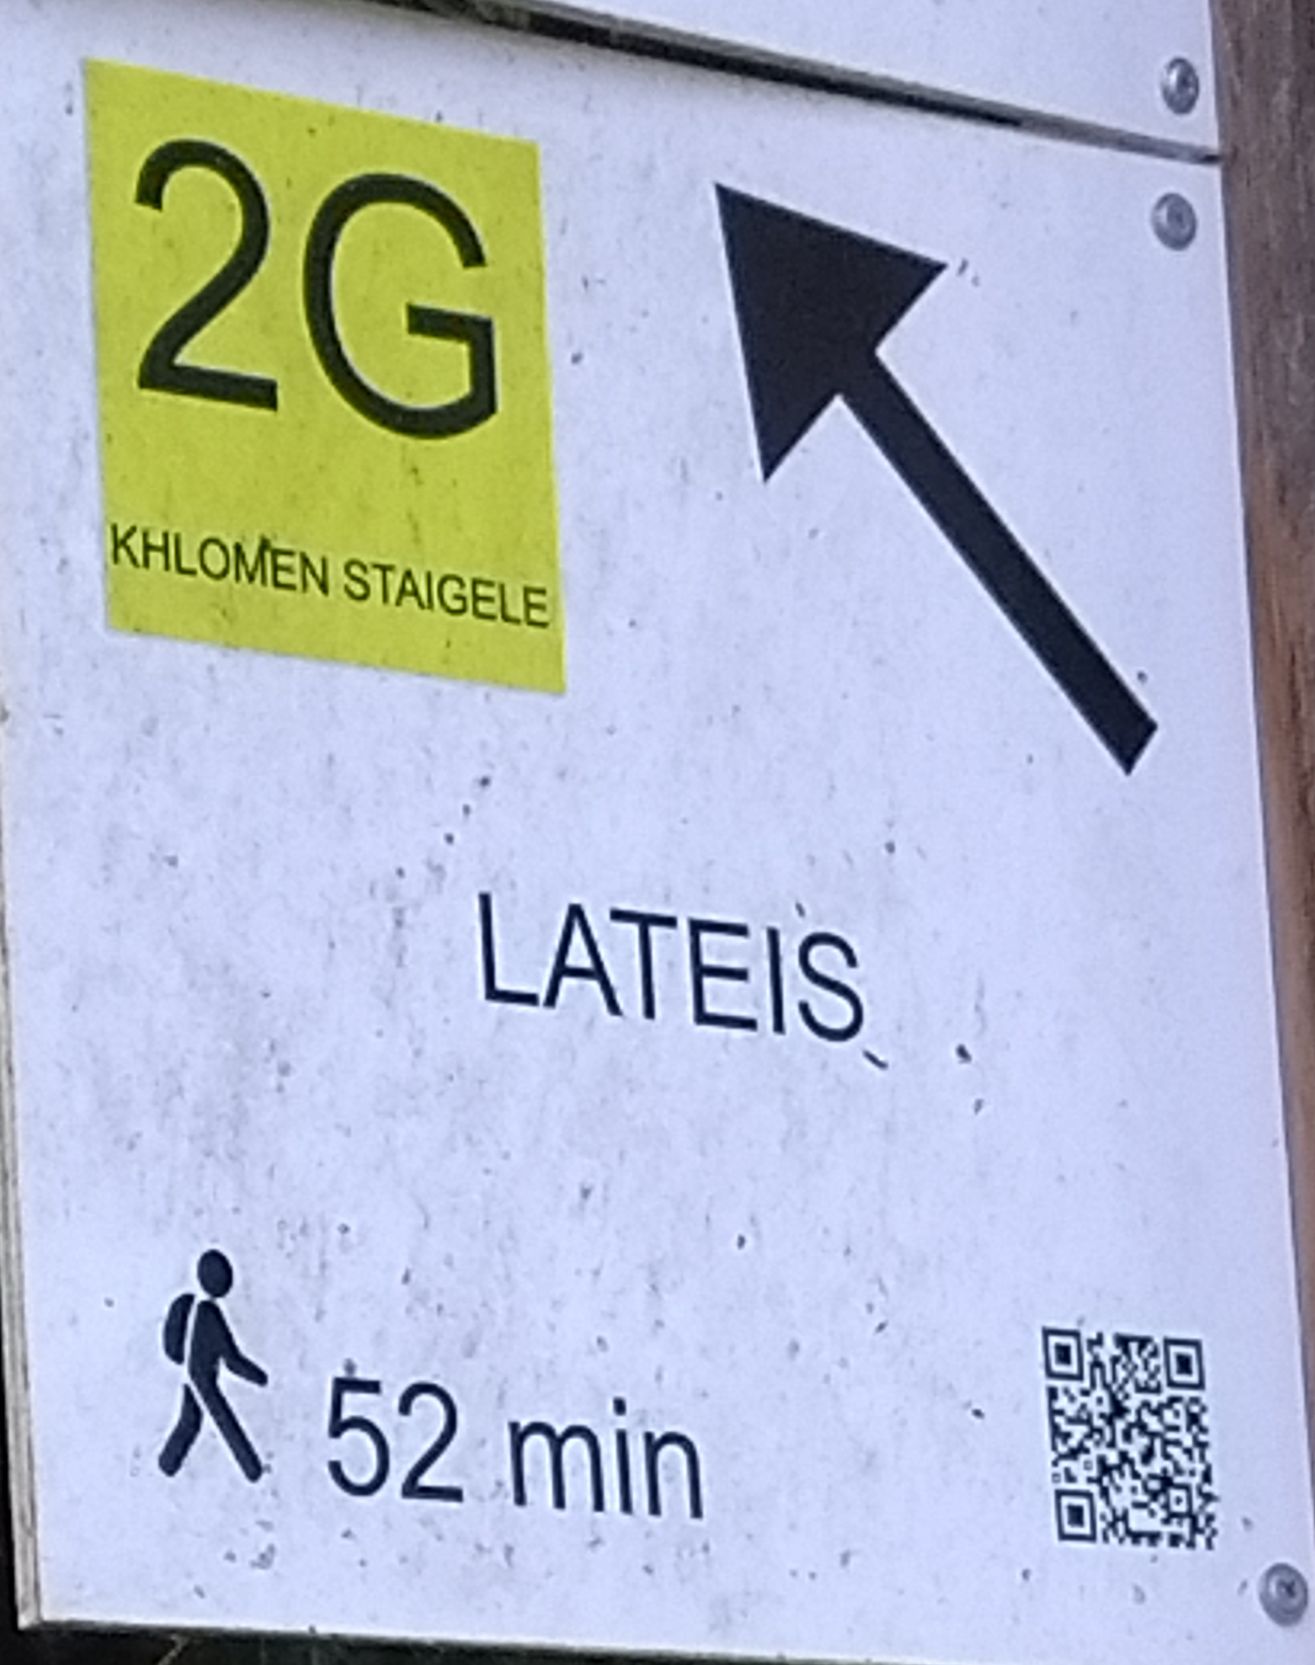 2G
KHLOMEN STAIGELE
LATEIS
52 min